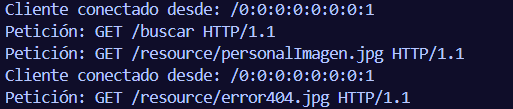 Cliente conectado desde: /0:0:0:0:0:0:0:1
Petición: GET /buscar HTTP/1.1
Petición: GET /resource/personalImagen.jpg HTTP/1.1
Cliente conectado desde: /0:0:0:0:0:0:0:1
Petición: GET /resource/error404.jpg HTTP/1.1